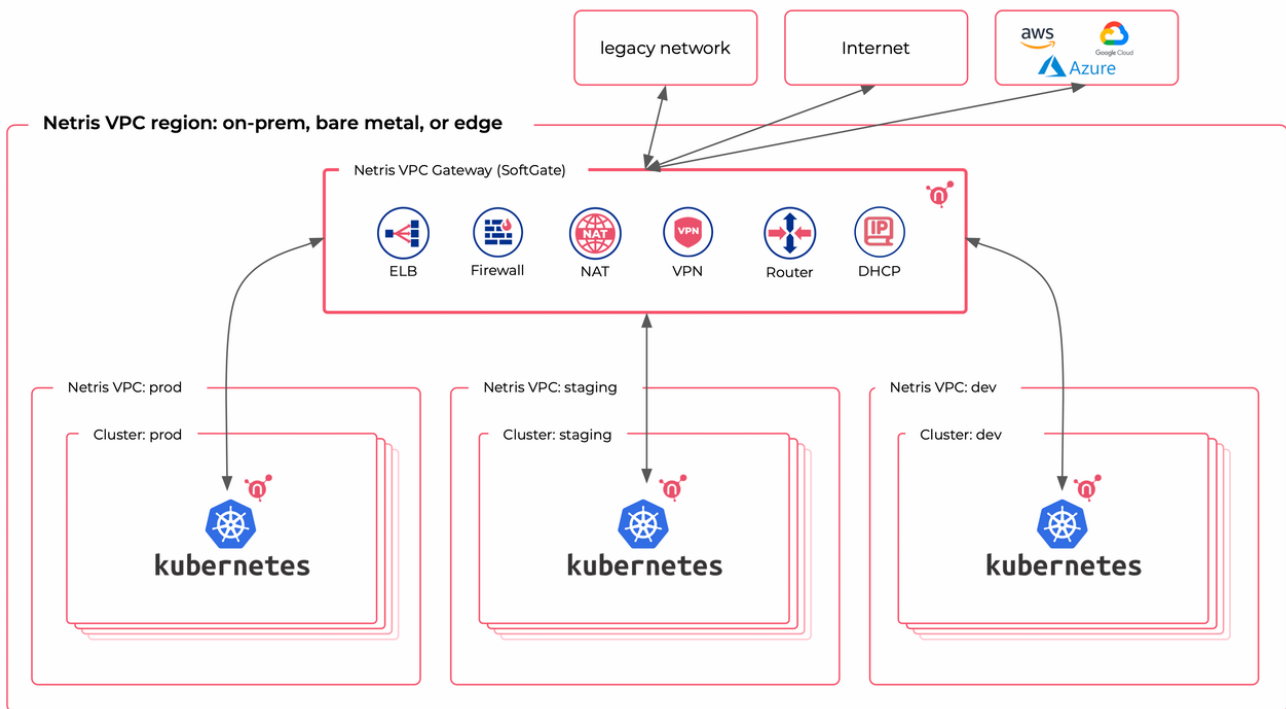 legacy network
Internet
aws
Google Cloud
Azure
Netris VPC region: on-prem, bare metal, or edge
Netris VPC Gateway (SoftGate)
NAT
VPN
IP
ELB
Firewall
NAT
VPN
Router
DHCP
Netris VPC: prod
Netris VPC: staging
Netris VPC: dev
Cluster: prod
Cluster: staging
Cluster: dev
n
n
n
n
kubernetes
kubernetes
kubernetes